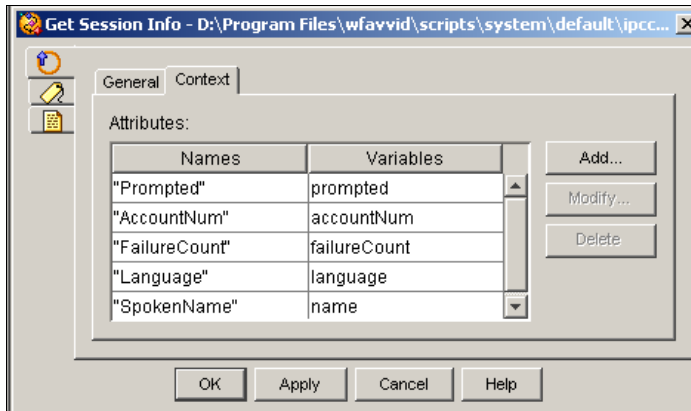 Get Session Info - D:\Program Files\wfavvid\scripts\system\default\ipcc...
General Context
Attributes:
Names Variables
"Prompted" prompted
"AccountNum" accountNum
"FailureCount" failureCount
"Language" language
"SpokenName" name
Add...
Modify...
Delete
OK Apply Cancel Help